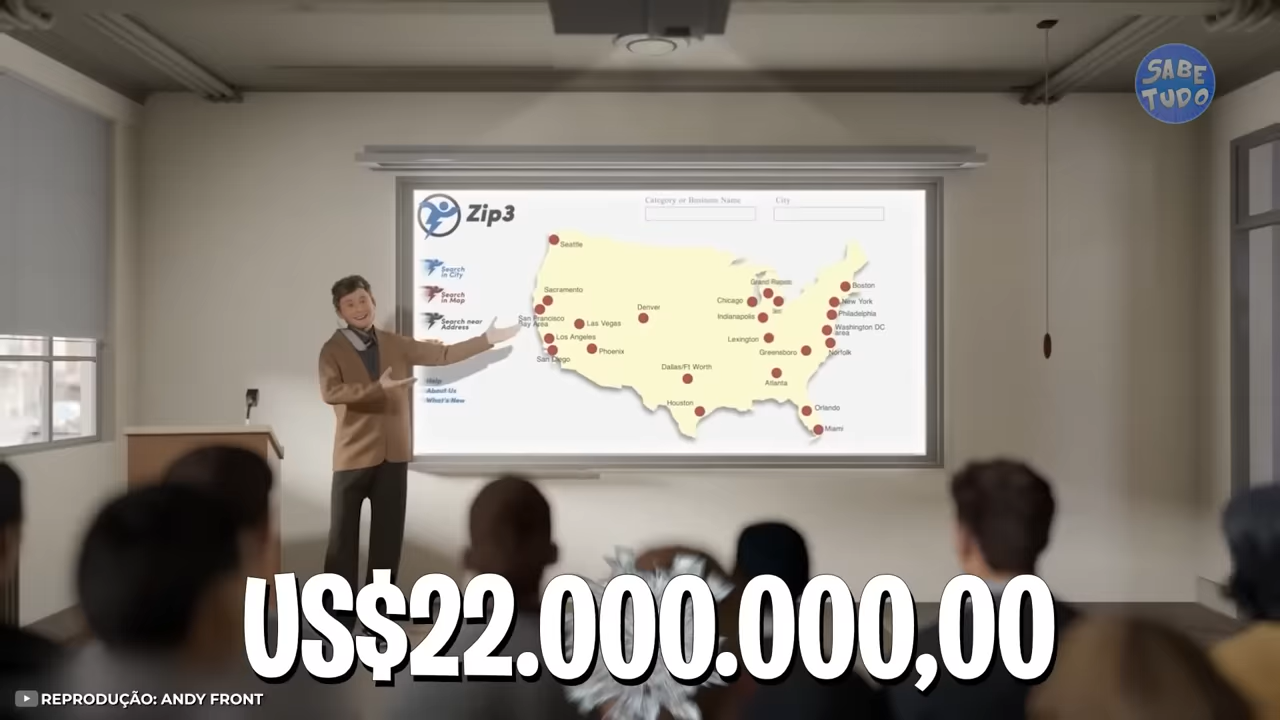 SABE
TUDO
Zip3
Category or Business Name
City
Search
in City
Search
in Map
Search near
Address
Help
About Us
What's New
Seattle
Sacramento
San Francisco
Bay Area
Las Vegas
Los Angeles
San Diego
Phoenix
Denver
Dallas/Ft Worth
Houston
Grand Rapids
Chicago
Indianapolis
Lexington
Greensboro
Atlanta
Orlando
Miami
Boston
New York
Philadelphia
Washington DC
area
Norfolk
US$22.000.000,00
REPRODUÇÃO: ANDY FRONT